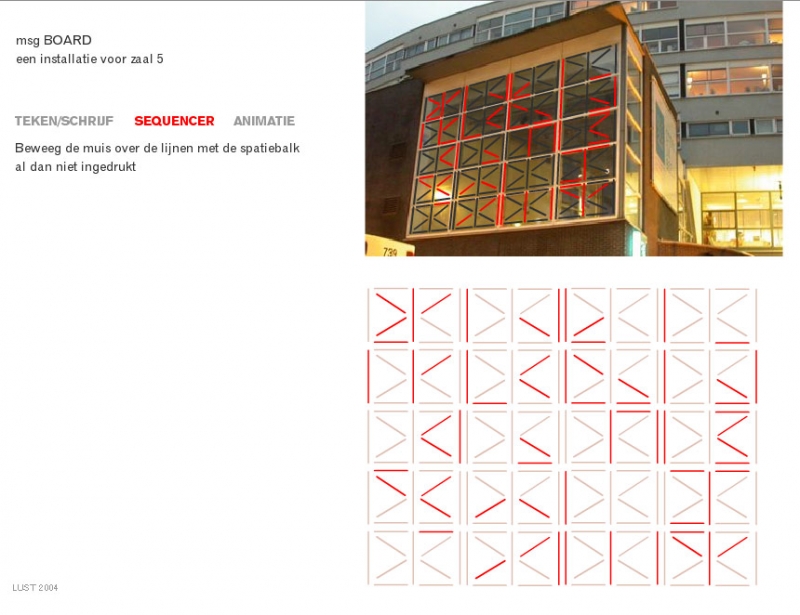 msg BOARD
een installatie voor zaal 5
TEKEN/SCHRIJF SEQUENCER ANIMATIE
Beweeg de muis over de lijnen met de spatiebalk
al dan niet ingedrukt
739
LUST 2004